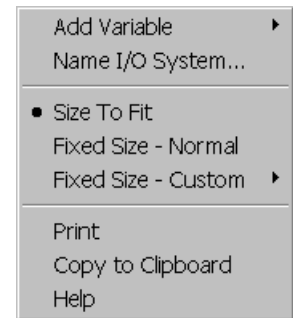 Add Variable
Name I/O System...
Size To Fit
Fixed Size - Normal
Fixed Size - Custom
Print
Copy to Clipboard
Help